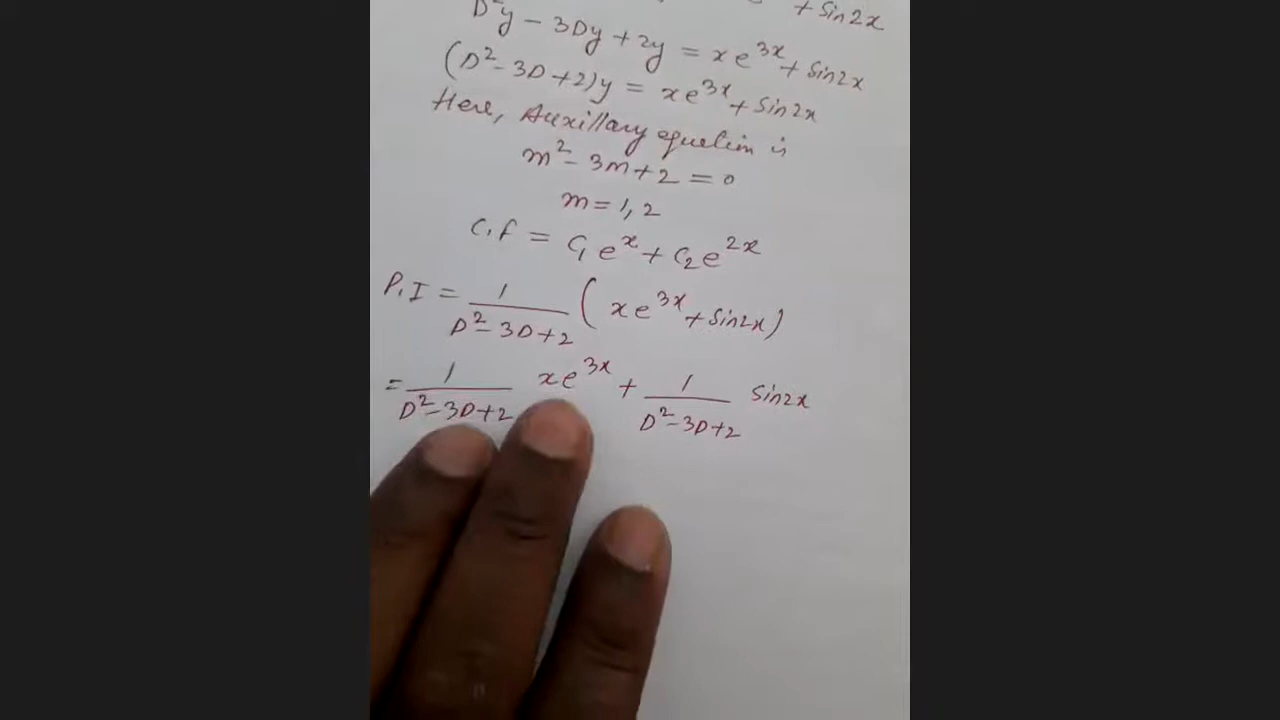 + Sin2x
D²y - 3Dy + 2y = xe^{3x} + Sin2x
(D² - 3D + 2)y = xe^{3x} + Sin2x
Here, Auxillary equation is
m² - 3m + 2 = 0
m = 1, 2
C.f = C₁e^{x} + C₂e^{2x}
P.I = 1/(D² - 3D + 2) (xe^{3x} + Sin2x)
= 1/(D² - 3D + 2) xe^{3x} + 1/(D² - 3D + 2) Sin2x